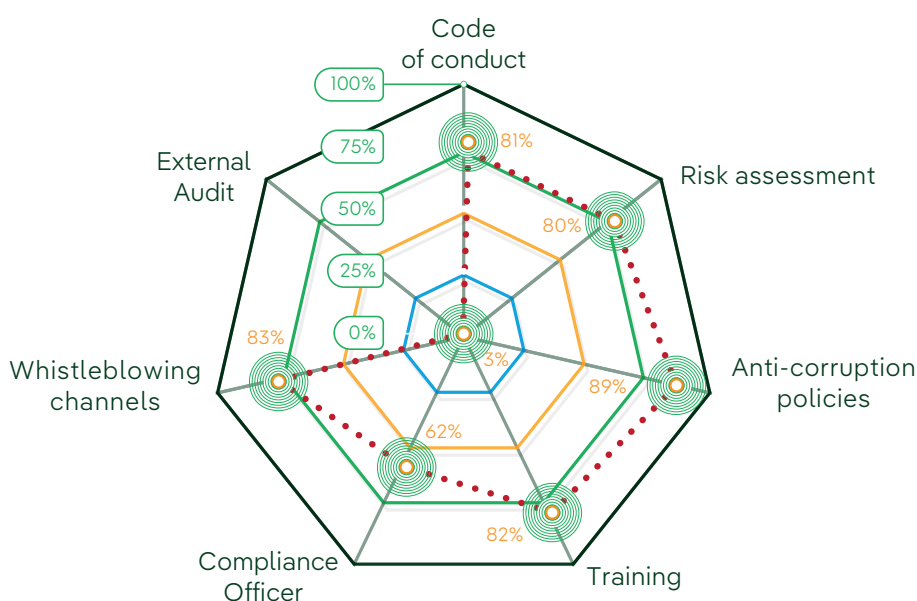 Code
of conduct
100%
75%
81%
External
Audit
Risk assessment
50%
80%
25%
0%
83%
3%
Whistleblowing
channels
89%
Anti-corruption
policies
62%
82%
Compliance
Officer
Training